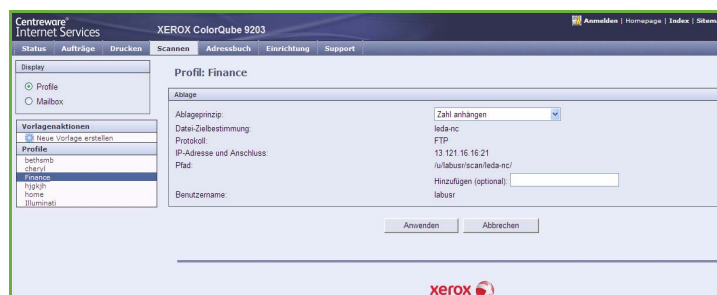 Centreware®
Internet Services
XEROX ColorQube 9203
Anmelden | Homepage | Index | Sitem
Status Aufträge Drucken Scannen Adressbuch Einrichtung Support
Display
Profile
Mailbox
Vorlagenaktionen
Neue Vorlage erstellen
Profile
bethsmb
cheryl
Finance
hjgkjh
home
Illuminati
Profil: Finance
Ablage
Ablageprinzip: Zahl anhängen
Datei-Zielbestimmung: leda-nc
Protokoll: FTP
IP-Adresse und Anschluss: 13.121.16.16:21
Pfad: /u/labusr/scan/leda-nc/
Hinzufügen (optional):
Benutzername: labusr
Anwenden Abbrechen
xerox